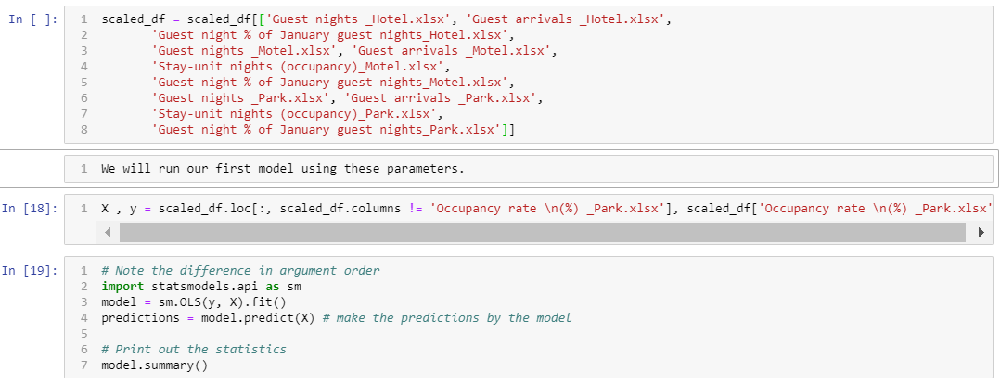 In [ ]:
1 scaled_df = scaled_df[['Guest nights _Hotel.xlsx', 'Guest arrivals _Hotel.xlsx',
2 'Guest night % of January guest nights_Hotel.xlsx',
3 'Guest nights _Motel.xlsx', 'Guest arrivals _Motel.xlsx',
4 'Stay-unit nights (occupancy)_Motel.xlsx',
5 'Guest night % of January guest nights_Motel.xlsx',
6 'Guest nights _Park.xlsx', 'Guest arrivals _Park.xlsx',
7 'Stay-unit nights (occupancy)_Park.xlsx',
8 'Guest night % of January guest nights_Park.xlsx']]
1 We will run our first model using these parameters.
In [18]:
1 X , y = scaled_df.loc[:, scaled_df.columns != 'Occupancy rate \n(%) _Park.xlsx'], scaled_df['Occupancy rate \n(%) _Park.xlsx'
In [19]:
1 # Note the difference in argument order
2 import statsmodels.api as sm
3 model = sm.OLS(y, X).fit()
4 predictions = model.predict(X) # make the predictions by the model
5
6 # Print out the statistics
7 model.summary()